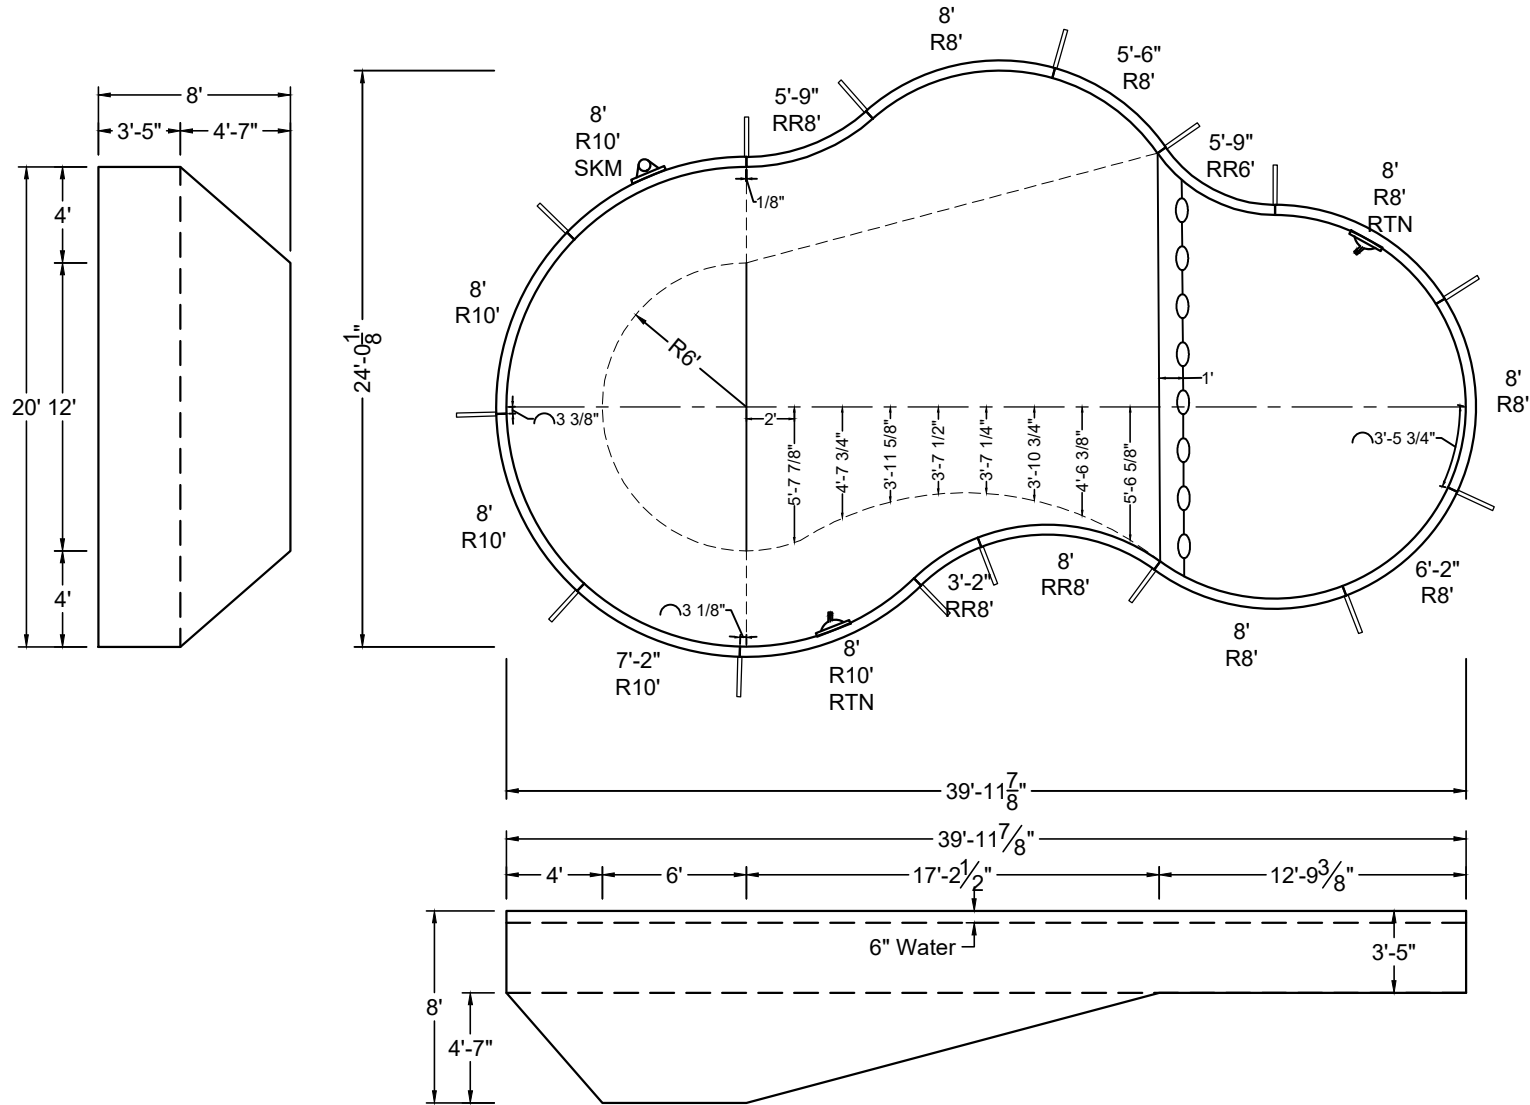 8'
R8'
5'-6"
R8'
8'
3'-5"
4'-7"
8'
R10'
SKM
5'-9"
RR8'
5'-9"
RR6'
8'
R8'
RTN
4'
1/8"
8'
R10'
24'-0 1/8"
R6'
1'
8'
R8'
20'
12'
3 3/8"
2'
5'-7 7/8"
4'-7 3/4"
3'-11 5/8"
3'-7 1/2"
3'-7 1/4"
3'-10 3/4"
4'-6 3/8"
5'-6 5/8"
3'-5 3/4"
8'
R10'
4'
3'-2"
RR8'
8'
RR8'
6'-2"
R8'
3 1/8"
7'-2"
R10'
8'
R10'
RTN
8'
R8'
39'-11 7/8"
39'-11 7/8"
4'
6'
17'-2 1/2"
12'-9 3/8"
6" Water
3'-5"
8'
4'-7"